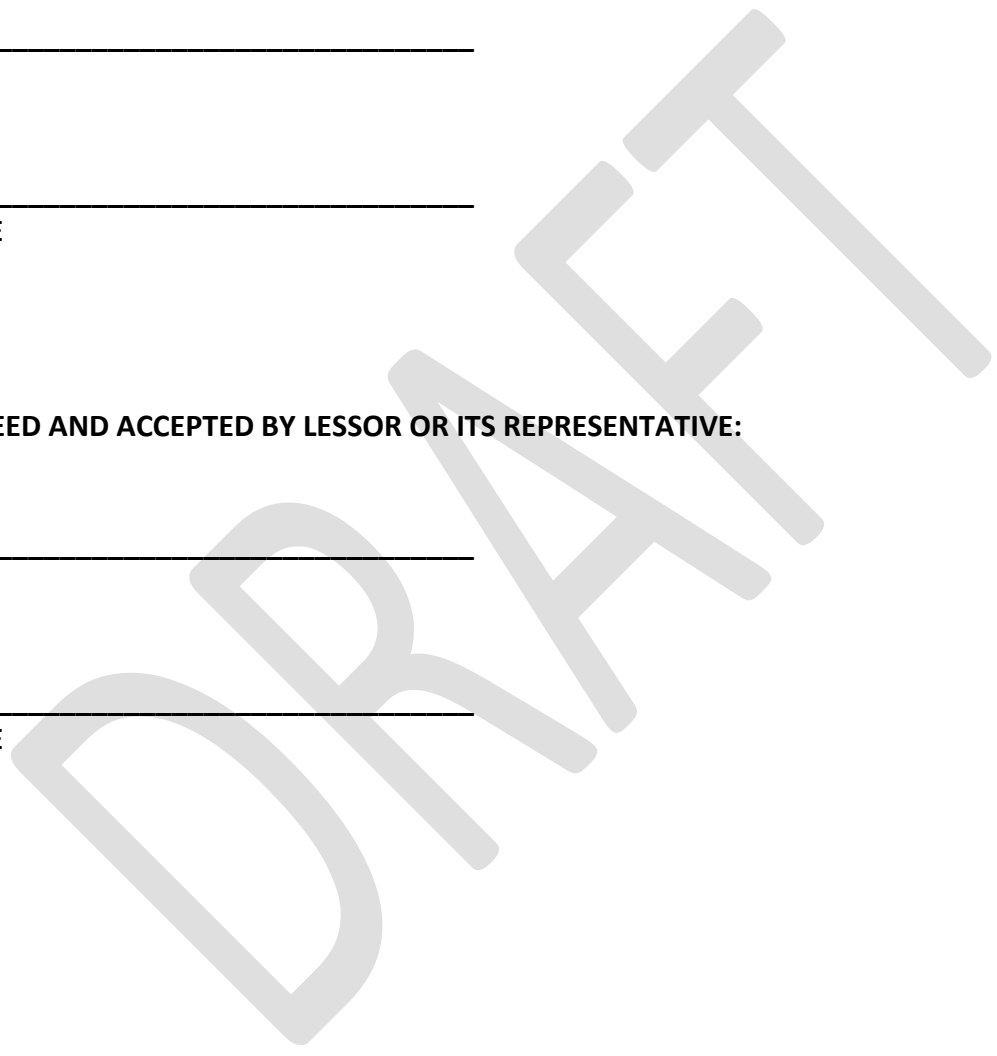 E
EED AND ACCEPTED BY LESSOR OR ITS REPRESENTATIVE:
E
DRAFT